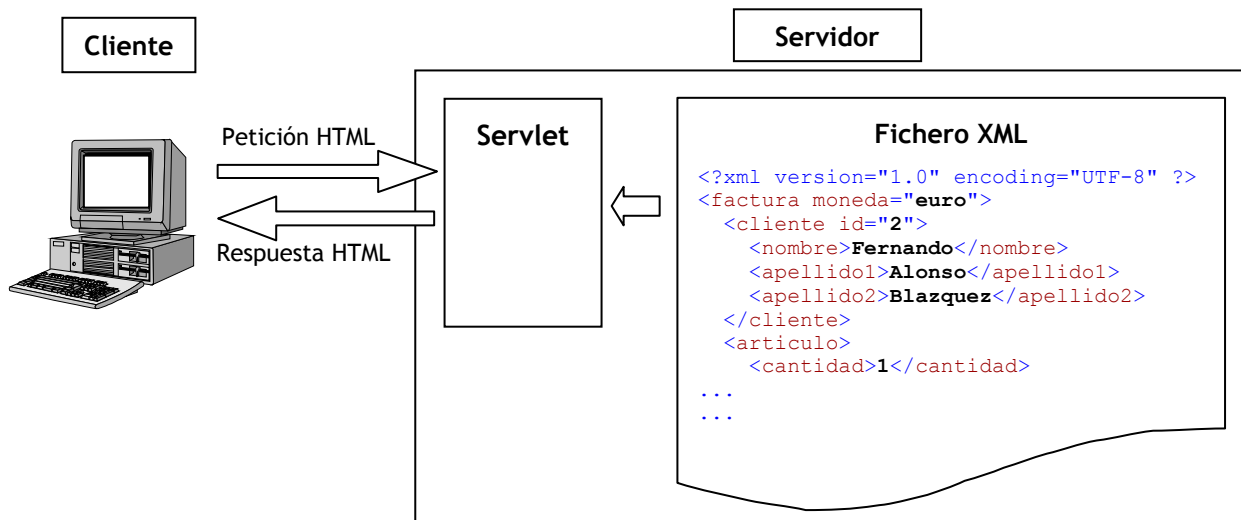 Cliente
Servidor
Petición HTML
Respuesta HTML
Servlet
Fichero XML
<?xml version="1.0" encoding="UTF-8" ?>
<factura moneda="euro">
  <cliente id="2">
    <nombre>Fernando</nombre>
    <apellido1>Alonso</apellido1>
    <apellido2>Blazquez</apellido2>
  </cliente>
  <articulo>
    <cantidad>1</cantidad>
...
...